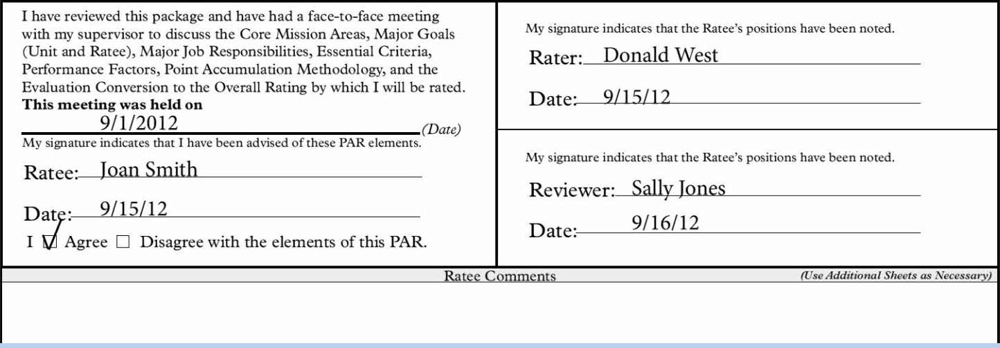 I have reviewed this package and have had a face-to-face meeting
with my supervisor to discuss the Core Mission Areas, Major Goals
(Unit and Ratee), Major Job Responsibilities, Essential Criteria,
Performance Factors, Point Accumulation Methodology, and the
Evaluation Conversion to the Overall Rating by which I will be rated.
This meeting was held on
9/1/2012 (Date)
My signature indicates that I have been advised of these PAR elements.
Ratee: Joan Smith
Date: 9/15/12
I ☑ Agree ☐ Disagree with the elements of this PAR.
My signature indicates that the Ratee's positions have been noted.
Rater: Donald West
Date: 9/15/12
My signature indicates that the Ratee's positions have been noted.
Reviewer: Sally Jones
Date: 9/16/12
Ratee Comments (Use Additional Sheets as Necessary)